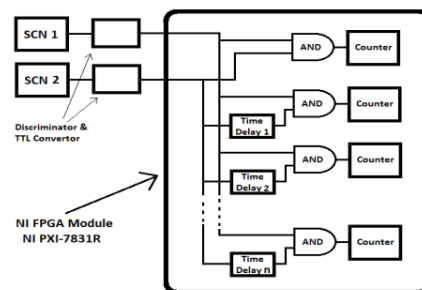 SCN 1
AND
Counter
SCN 2
Discriminator &
TTL Convertor
AND
Counter
Time
Delay 1
AND
Counter
Time
Delay 2
NI FPGA Module
NI PXI-7831R
AND
Counter
Time
Delay n